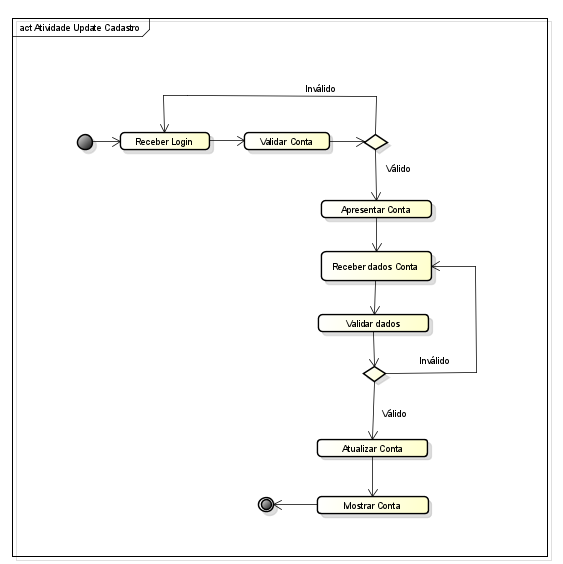 act Atividade Update Cadastro
Inválido
Receber Login
Validar Conta
Válido
Apresentar Conta
Receber dados Conta
Validar dados
Inválido
Válido
Atualizar Conta
Mostrar Conta